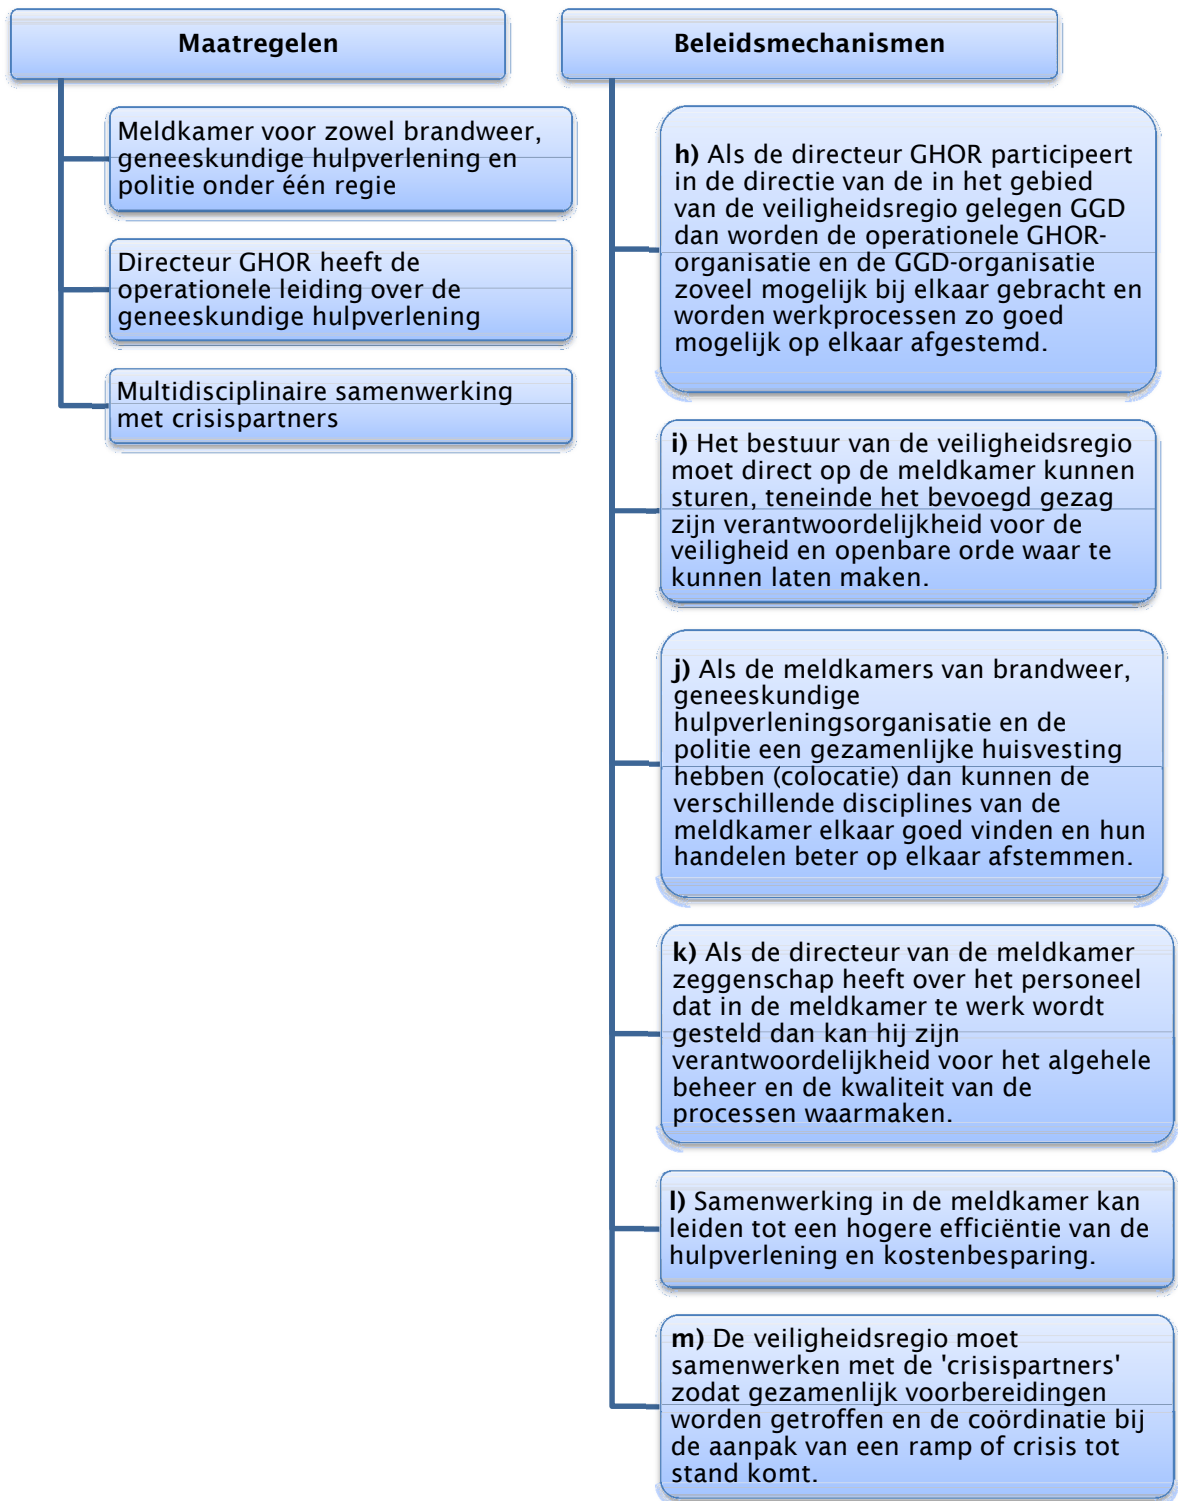 Maatregelen
Meldkamer voor zowel brandweer,
geneeskundige hulpverlening en
politie onder één regie
Directeur GHOR heeft de
operationele leiding over de
geneeskundige hulpverlening
Multidisciplinaire samenwerking
met crisispartners
Beleidsmechanismen
h) Als de directeur GHOR participeert
in de directie van de in het gebied
van de veiligheidsregio gelegen GGD
dan worden de operationele GHOR-
organisatie en de GGD-organisatie
zoveel mogelijk bij elkaar gebracht en
worden werkprocessen zo goed
mogelijk op elkaar afgestemd.
i) Het bestuur van de veiligheidsregio
moet direct op de meldkamer kunnen
sturen, teneinde het bevoegd gezag
zijn verantwoordelijkheid voor de
veiligheid en openbare orde waar te
kunnen laten maken.
j) Als de meldkamers van brandweer,
geneeskundige
hulpverleningsorganisatie en de
politie een gezamenlijke huisvesting
hebben (colocatie) dan kunnen de
verschillende disciplines van de
meldkamer elkaar goed vinden en hun
handelen beter op elkaar afstemmen.
k) Als de directeur van de meldkamer
zeggenschap heeft over het personeel
dat in de meldkamer te werk wordt
gesteld dan kan hij zijn
verantwoordelijkheid voor het algehele
beheer en de kwaliteit van de
processen waarmaken.
l) Samenwerking in de meldkamer kan
leiden tot een hogere efficiëntie van de
hulpverlening en kostenbesparing.
m) De veiligheidsregio moet
samenwerken met de 'crisispartners'
zodat gezamenlijk voorbereidingen
worden getroffen en de coördinatie bij
de aanpak van een ramp of crisis tot
stand komt.